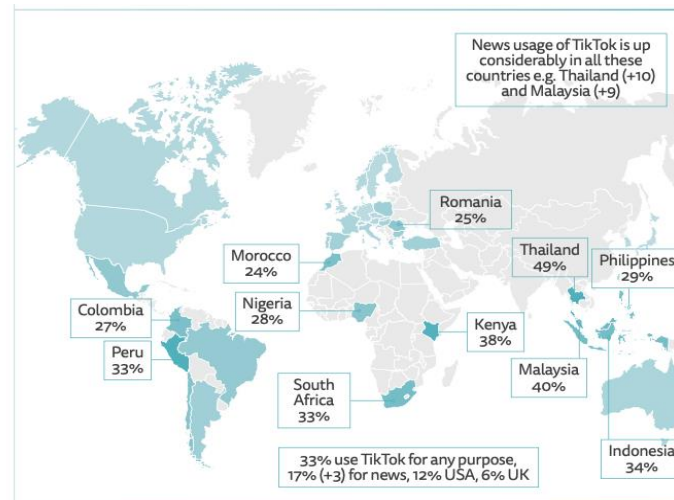 News usage of TikTok is up
considerably in all these
countries e.g. Thailand (+10)
and Malaysia (+9)
Romania
25%
Morocco
24%
Thailand
49%
Philippines
29%
Colombia
27%
Nigeria
28%
Kenya
38%
Peru
33%
Malaysia
40%
South
Africa
33%
Indonesia
34%
33% use TikTok for any purpose,
17% (+3) for news, 12% USA, 6% UK